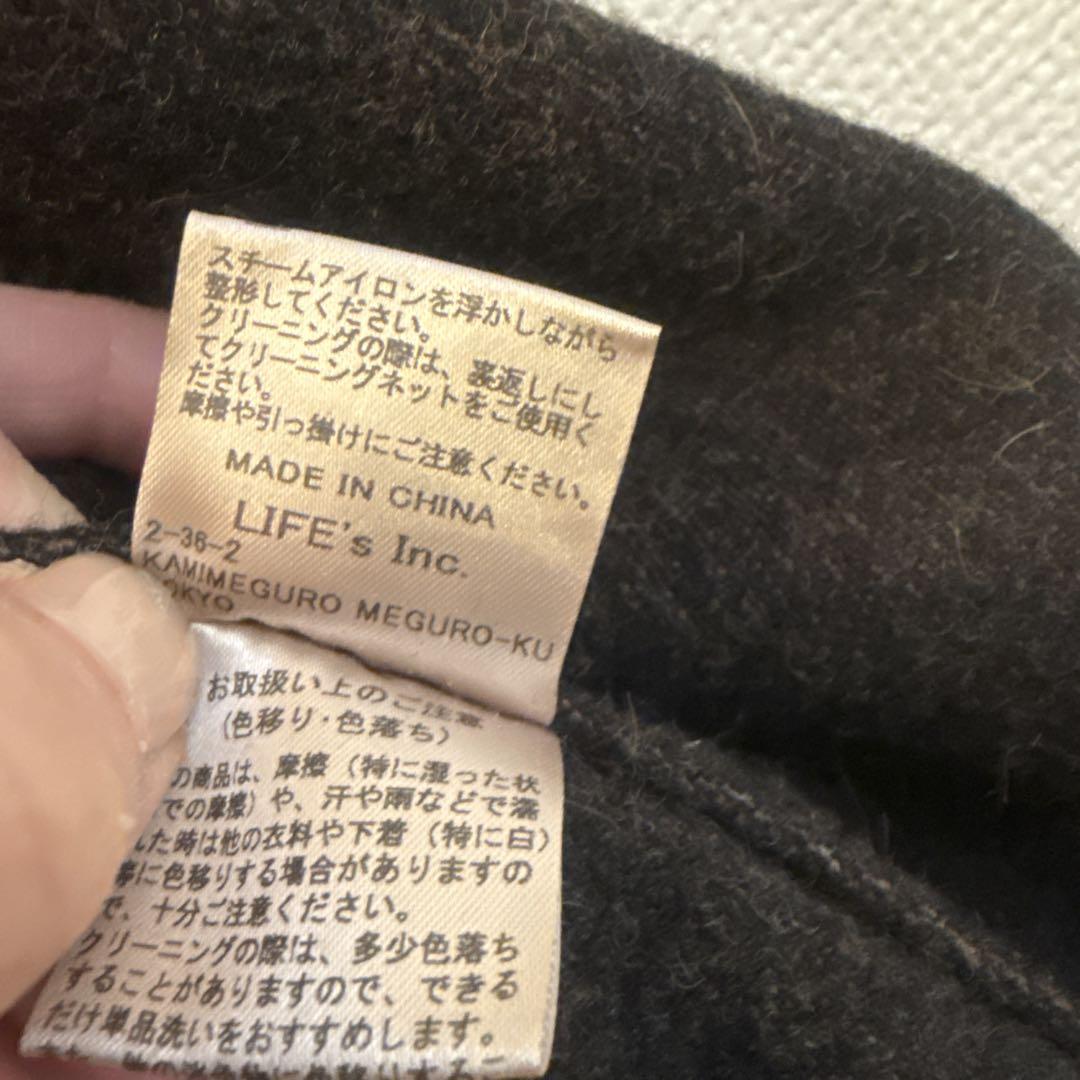 スチームアイロンを浮かしながら
整形してください。
クリーニングの際は、裏返しにし
てクリーニングネットをご使用く
ださい。
摩擦や引っ掛けにご注意ください。
MADE IN CHINA
LIFE's Inc.
2-36-2
KAMIMEGURO MEGURO-KU
OKYO
お取扱い上のご注意
(色移り・色落ち)
の商品は、摩擦(特に湿った状
での摩擦)や、汗や雨などで濡
れた時は他の衣料や下着(特に白)
等に色移りする場合がありますの
で、十分ご注意ください。
クリーニングの際は、多少色落ち
することがありますので、できる
だけ単品洗いをおすすめします。